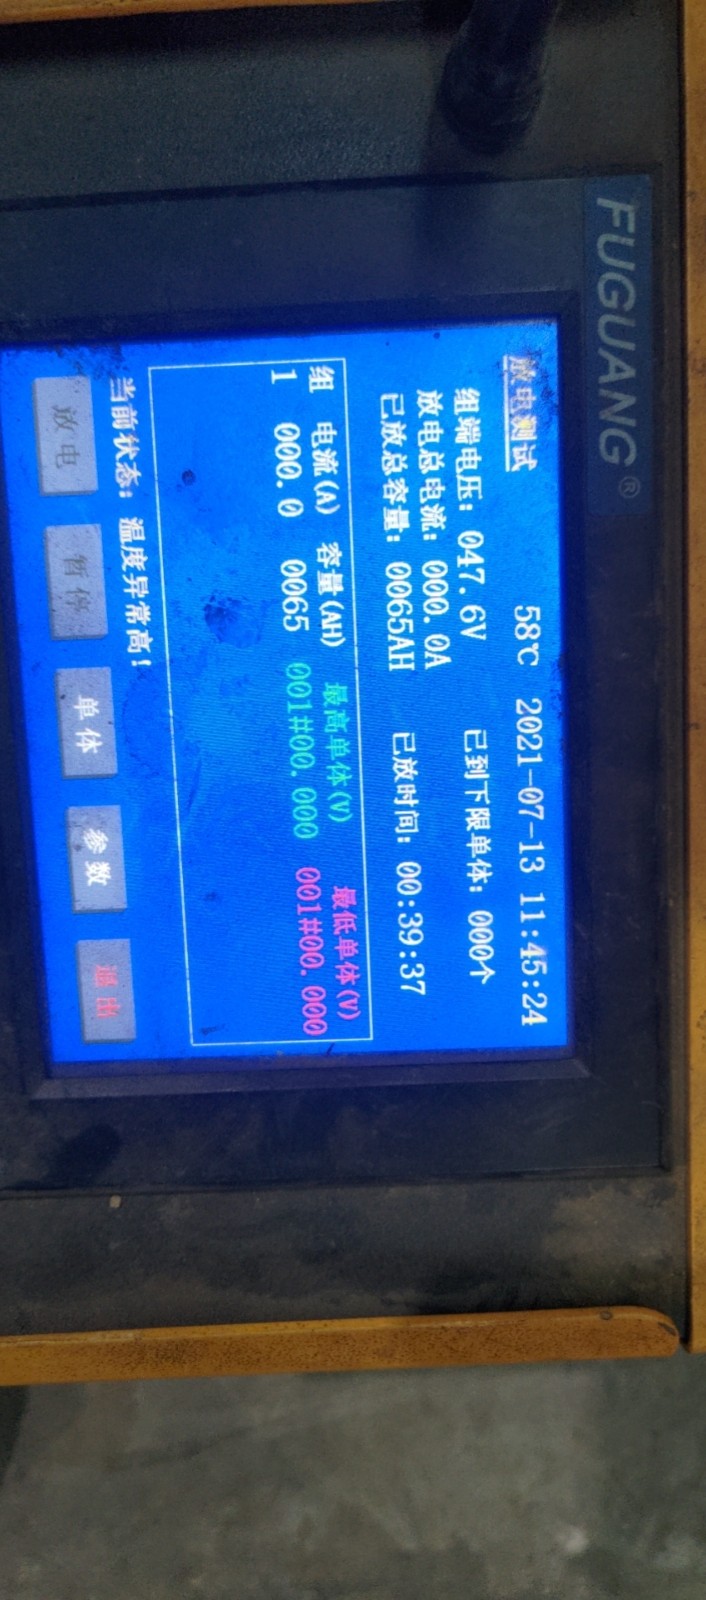 FUGUANG®
放电测试
58℃ 2021-07-13 11:45:24
组端电压：047.6V 已到下限单体：000个
放电总电流：000.0A
已放总容量：0065AH 已放时间：00:39:37
组 电流(A) 容量(AH) 最高单体(V) 最低单体(V)
1 000.0 0065 001#00.000 001#00.000
当前状态：温度异常高！
放电 暂停 单体 参数 退出